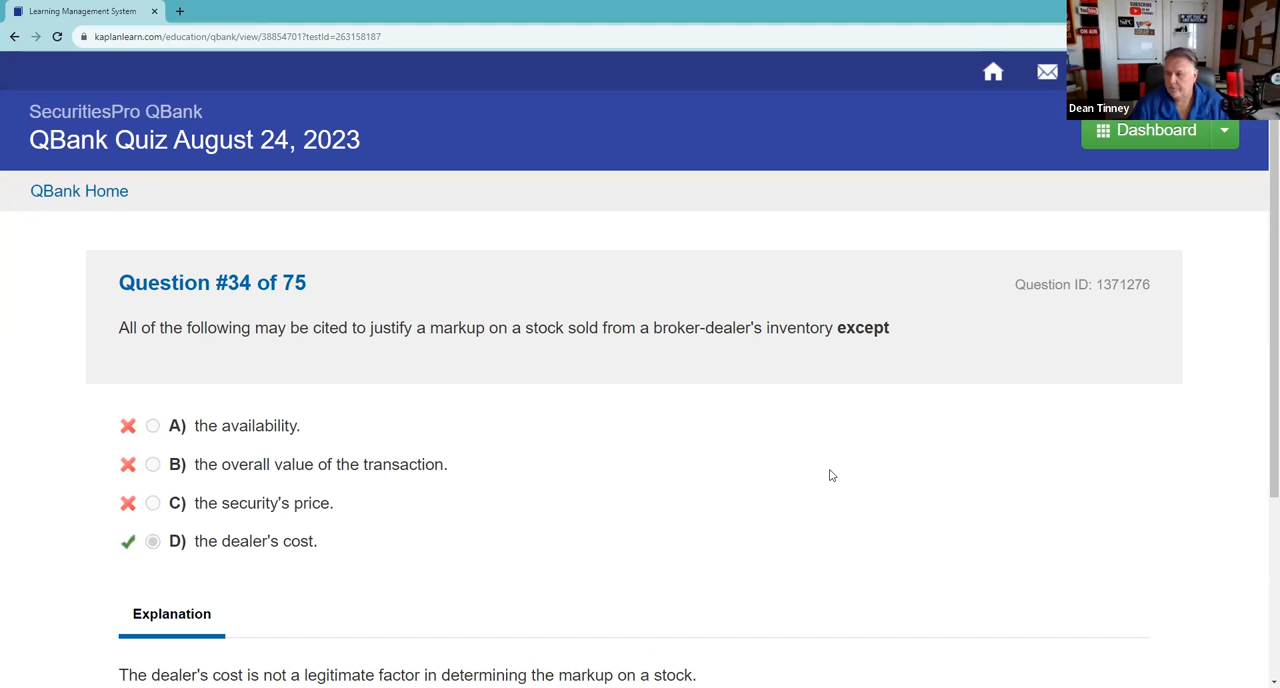 Learning Management System
kaplanlearn.com/education/qbank/view/38854701?testId=263158187
SUBSCRIBE
SIPC
ON AIR
Dean Tinney
SecuritiesPro QBank
QBank Quiz August 24, 2023
Dashboard
QBank Home
Question #34 of 75
Question ID: 1371276
All of the following may be cited to justify a markup on a stock sold from a broker-dealer's inventory except
A) the availability.
B) the overall value of the transaction.
C) the security's price.
D) the dealer's cost.
Explanation
The dealer's cost is not a legitimate factor in determining the markup on a stock.